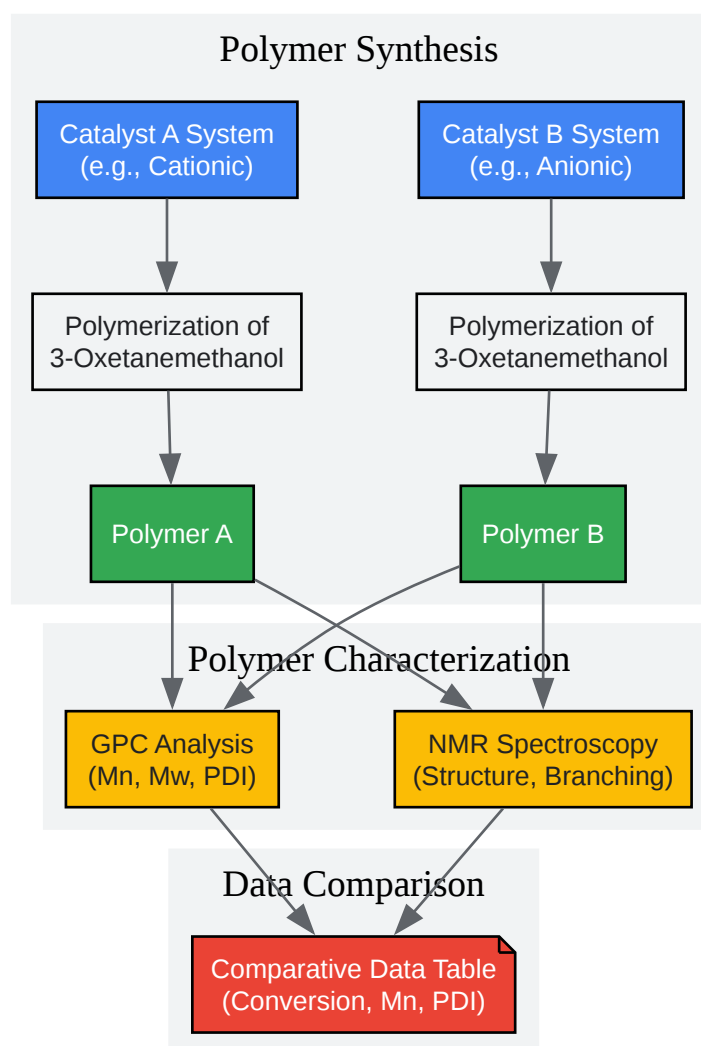 Polymer Synthesis
Catalyst A System
(e.g., Cationic)
Catalyst B System
(e.g., Anionic)
Polymerization of
3-Oxetanemethanol
Polymerization of
3-Oxetanemethanol
Polymer A
Polymer B
Polymer Characterization
GPC Analysis
(Mn, Mw, PDI)
NMR Spectroscopy
(Structure, Branching)
Data Comparison
Comparative Data Table
(Conversion, Mn, PDI)